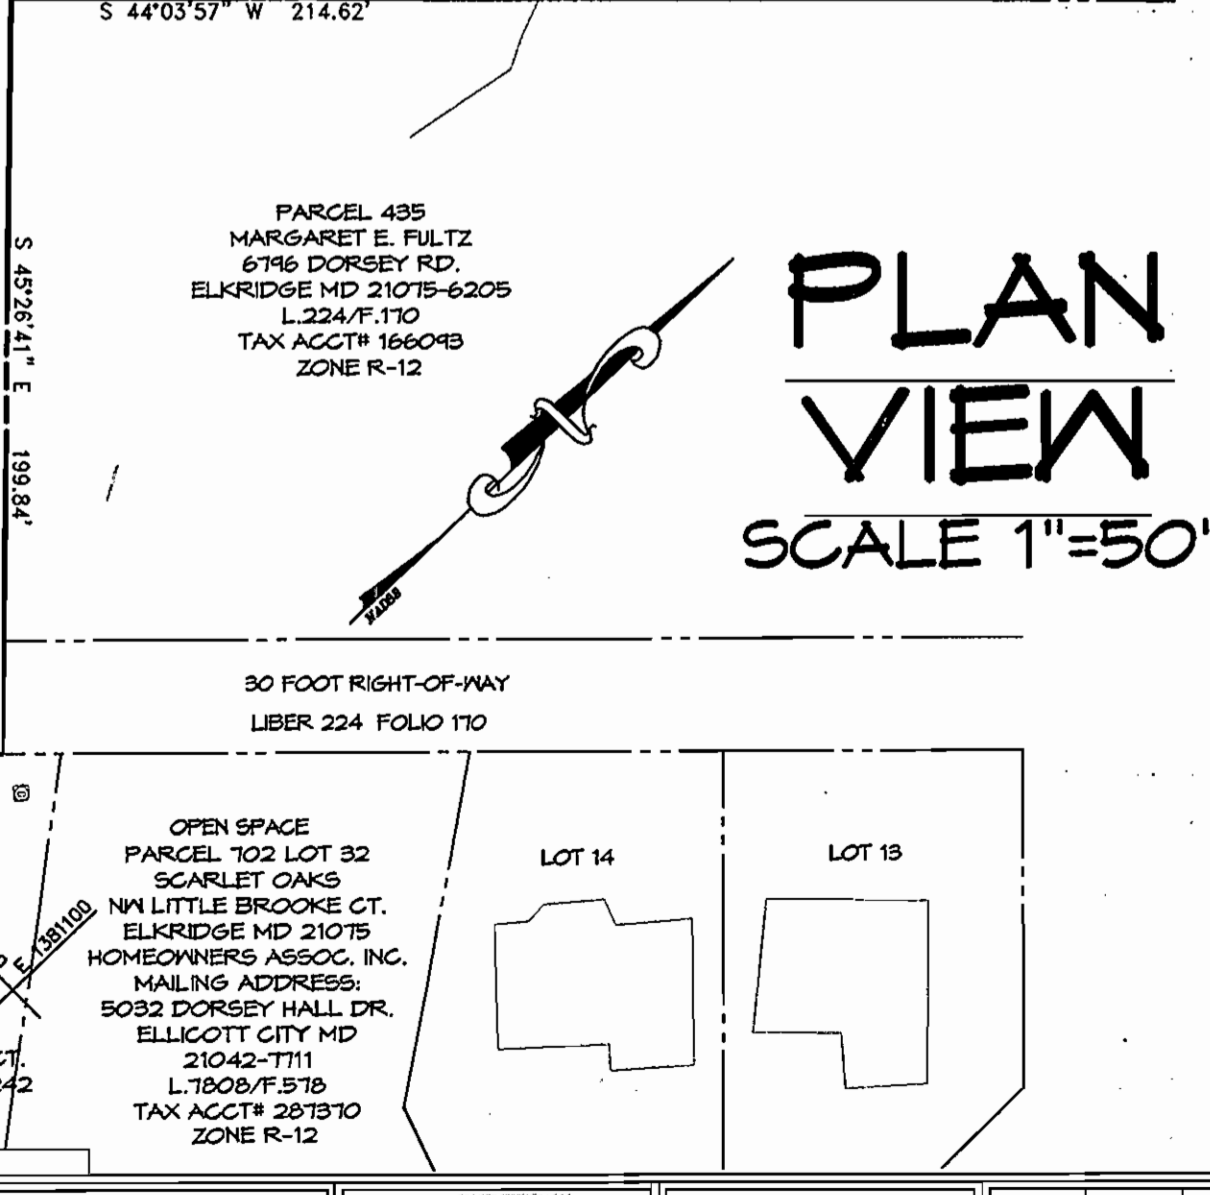 S 44°03'57" W 214.62'
S 45°26'41" E 199.84'
PARCEL 435
MARGARET E. FULTZ
6796 DORSEY RD.
ELKRIDGE MD 21075-6205
L.224/F.170
TAX ACCT# 166093
ZONE R-12
PLAN
VIEW
SCALE 1"=50'
30 FOOT RIGHT-OF-WAY
LIBER 224 FOLIO 170
OPEN SPACE
PARCEL 702 LOT 32
SCARLET OAKS
NW LITTLE BROOKE CT.
ELKRIDGE MD 21075
HOMEOWNERS ASSOC. INC.
MAILING ADDRESS:
5032 DORSEY HALL DR.
ELLICOTT CITY MD
21042-7711
L.7808/F.578
TAX ACCT# 287370
ZONE R-12
LOT 14
LOT 13
E 1381100
CT.
242